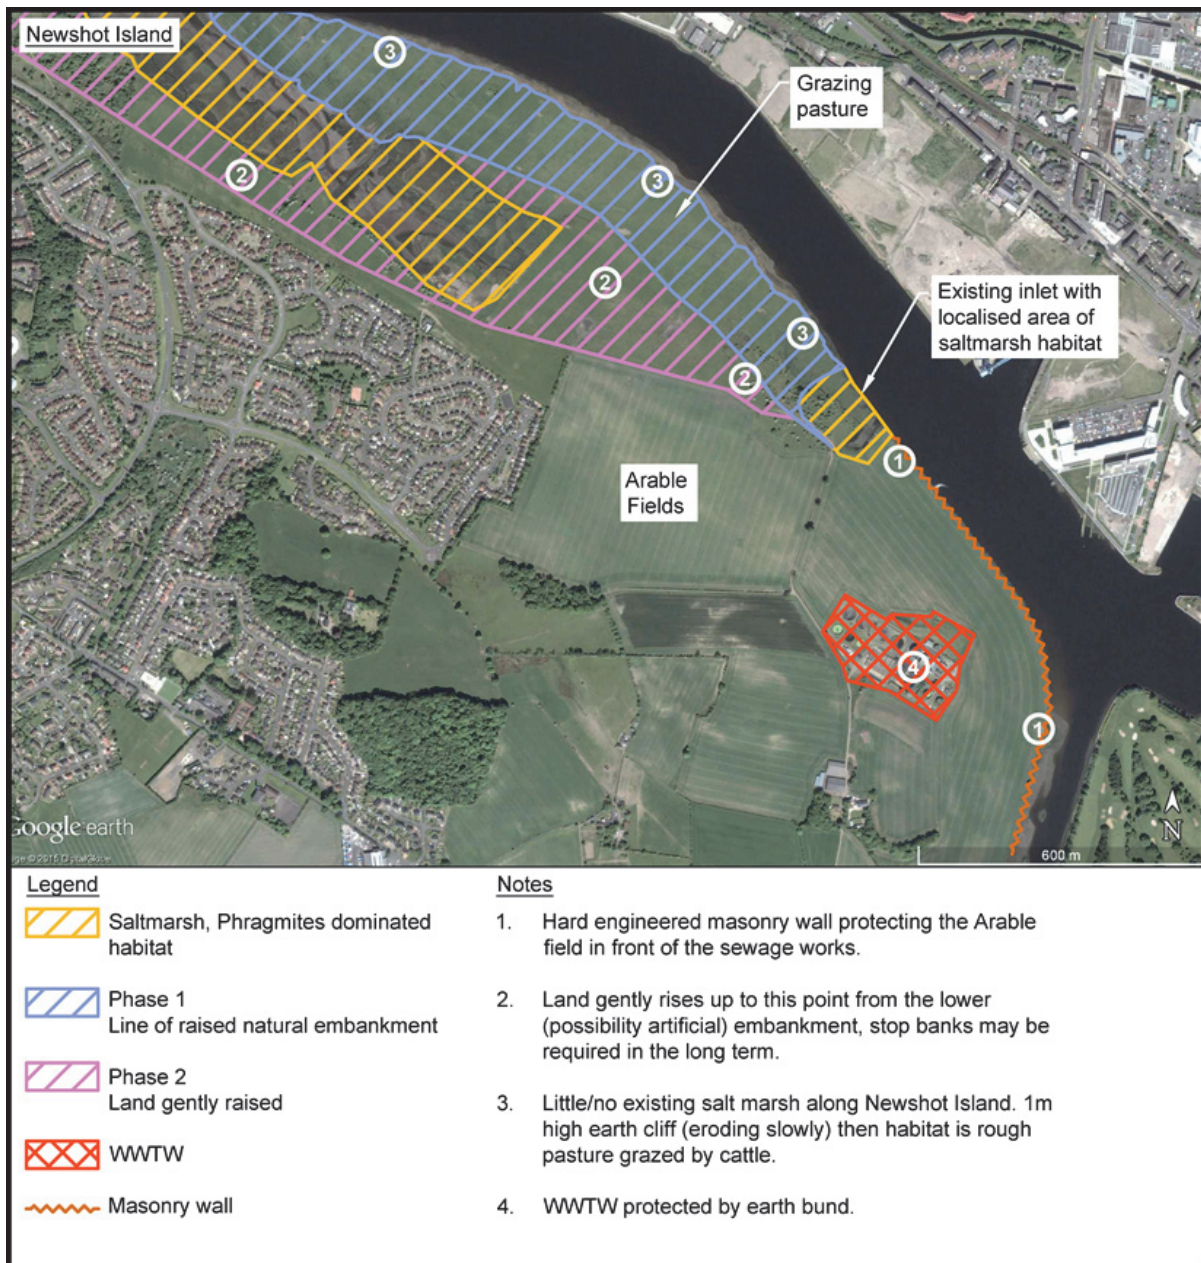 Newshot Island
3
Grazing
pasture
2
3
2
3
Existing inlet with
localised area of
saltmarsh habitat
2
1
Arable
Fields
4
1
Google earth
N
600 m
Legend
Saltmarsh, Phragmites dominated
habitat
Phase 1
Line of raised natural embankment
Phase 2
Land gently raised
WWTW
Masonry wall
Notes
1. Hard engineered masonry wall protecting the Arable
field in front of the sewage works.
2. Land gently rises up to this point from the lower
(possibility artificial) embankment, stop banks may be
required in the long term.
3. Little/no existing salt marsh along Newshot Island. 1m
high earth cliff (eroding slowly) then habitat is rough
pasture grazed by cattle.
4. WWTW protected by earth bund.